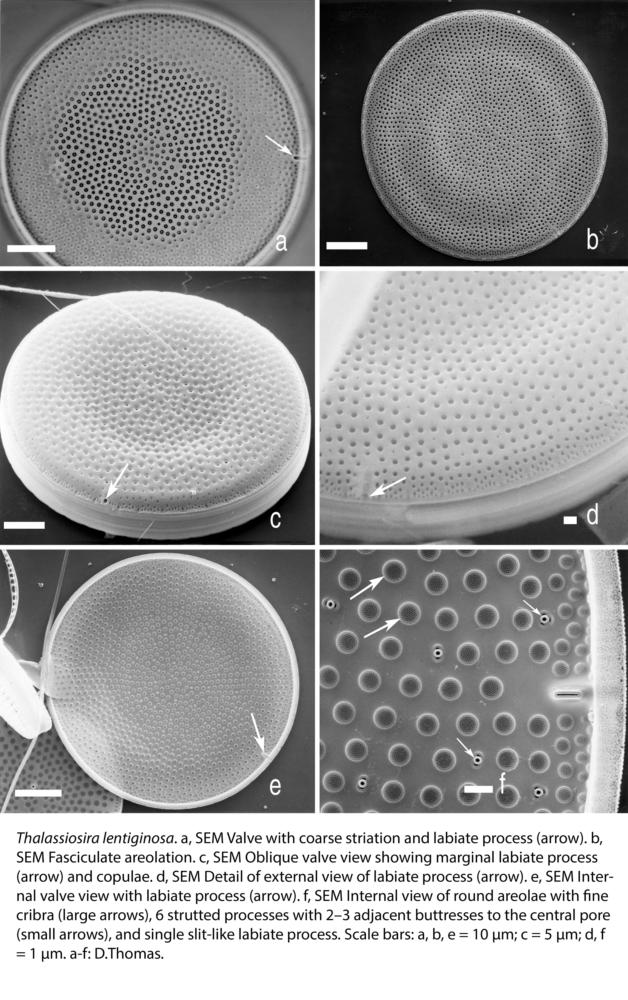 a
b
c
d
e
f
Thalassiosira lentiginosa. a, SEM Valve with coarse striation and labiate process (arrow). b,
SEM Fasciculate areolation. c, SEM Oblique valve view showing marginal labiate process
(arrow) and copulae. d, SEM Detail of external view of labiate process (arrow). e, SEM Inter-
nal valve view with labiate process (arrow). f, SEM Internal view of round areolae with fine
cribra (large arrows), 6 strutted processes with 2–3 adjacent buttresses to the central pore
(small arrows), and single slit-like labiate process. Scale bars: a, b, e = 10 µm; c = 5 µm; d, f
= 1 µm. a-f: D.Thomas.